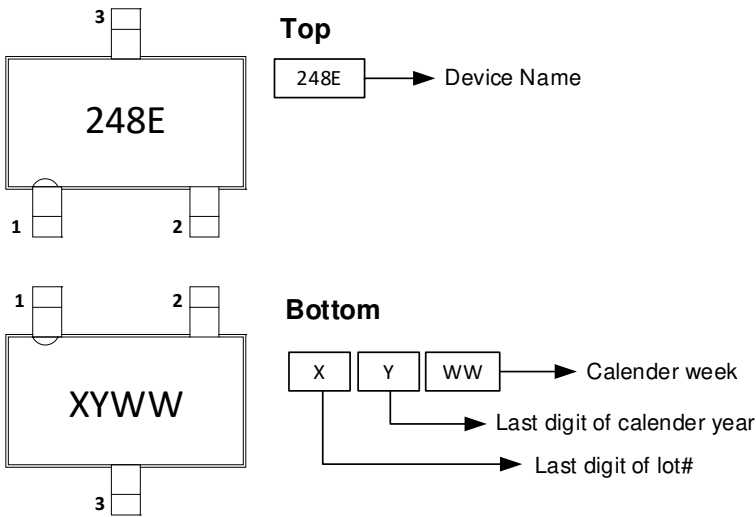 3
Top
248E
Device Name
248E
1
2
1
2
Bottom
X
Y
WW
Calender week
XYWW
Last digit of calender year
Last digit of lot#
3